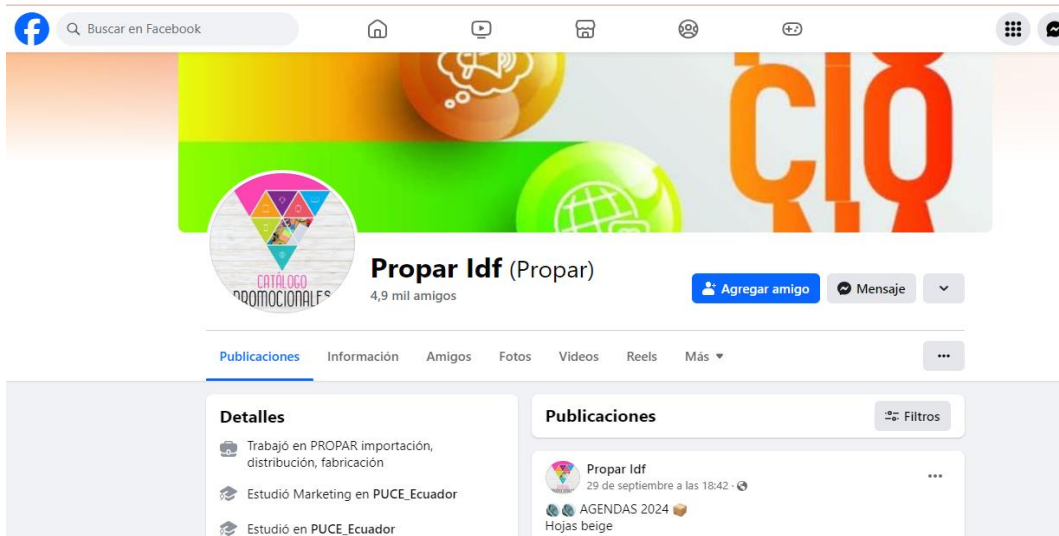 Buscar en Facebook
CIO
CATÁLOGO
PROMOCIONALES
Propar Idf (Propar)
4,9 mil amigos
Agregar amigo
Mensaje
Publicaciones
Información
Amigos
Fotos
Videos
Reels
Más
Detalles
Trabajó en PROPAR importación,
distribución, fabricación
Estudió Marketing en PUCE_Ecuador
Estudió en PUCE_Ecuador
Publicaciones
Filtros
Propar Idf
29 de septiembre a las 18:42 ·
AGENDAS 2024
Hojas beige